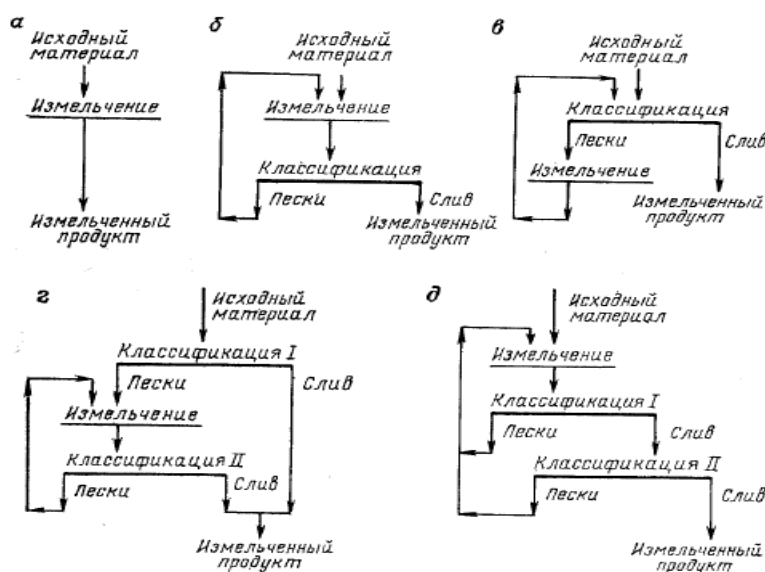 а
Исходный
материал
Измельчение
Измельченный
продукт
б
Исходный
материал
Измельчение
Классификация
Пески
Слив
Измельченный
продукт
в
Исходный
материал
Классификация
Пески
Слив
Измельчение
Измельченный
продукт
г
Исходный
материал
Классификация I
Пески
Слив
Измельчение
Классификация II
Пески
Слив
Измельченный
продукт
д
Исходный
материал
Измельчение
Классификация I
Пески
Слив
Классификация II
Пески
Слив
Измельченный
продукт